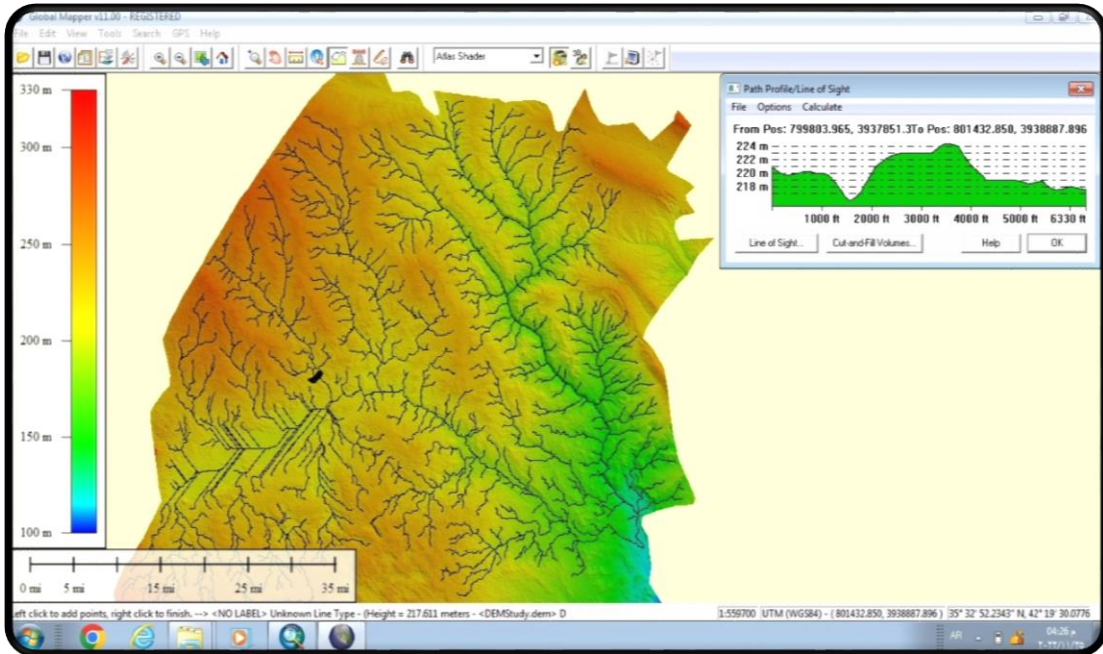 Global Mapper v11.00 - REGISTERED
File Edit View Tools Search GPS Help
Atlas Shader
330 m
300 m
250 m
200 m
150 m
100 m
0 mi 5 mi 15 mi 25 mi 35 mi
Path Profile/Line of Sight
File Options Calculate
From Pos: 799803.965, 3937851.3To Pos: 801432.850, 3938887.896
224 m
222 m
220 m
218 m
1000 ft 2000 ft 3000 ft 4000 ft 5000 ft 6330 ft
Line of Sight... Cut-and-Fill Volumes... Help OK
Left click to add points, right click to finish. --> <NO LABEL> Unknown Line Type - (Height = 217.611 meters - <DEMStudy.dem> D
1:559700 UTM (WGS84) - ( 801432.850, 3938887.896 ) 35° 32' 52.2343" N, 42° 19' 30.0776
AR
04:26 م